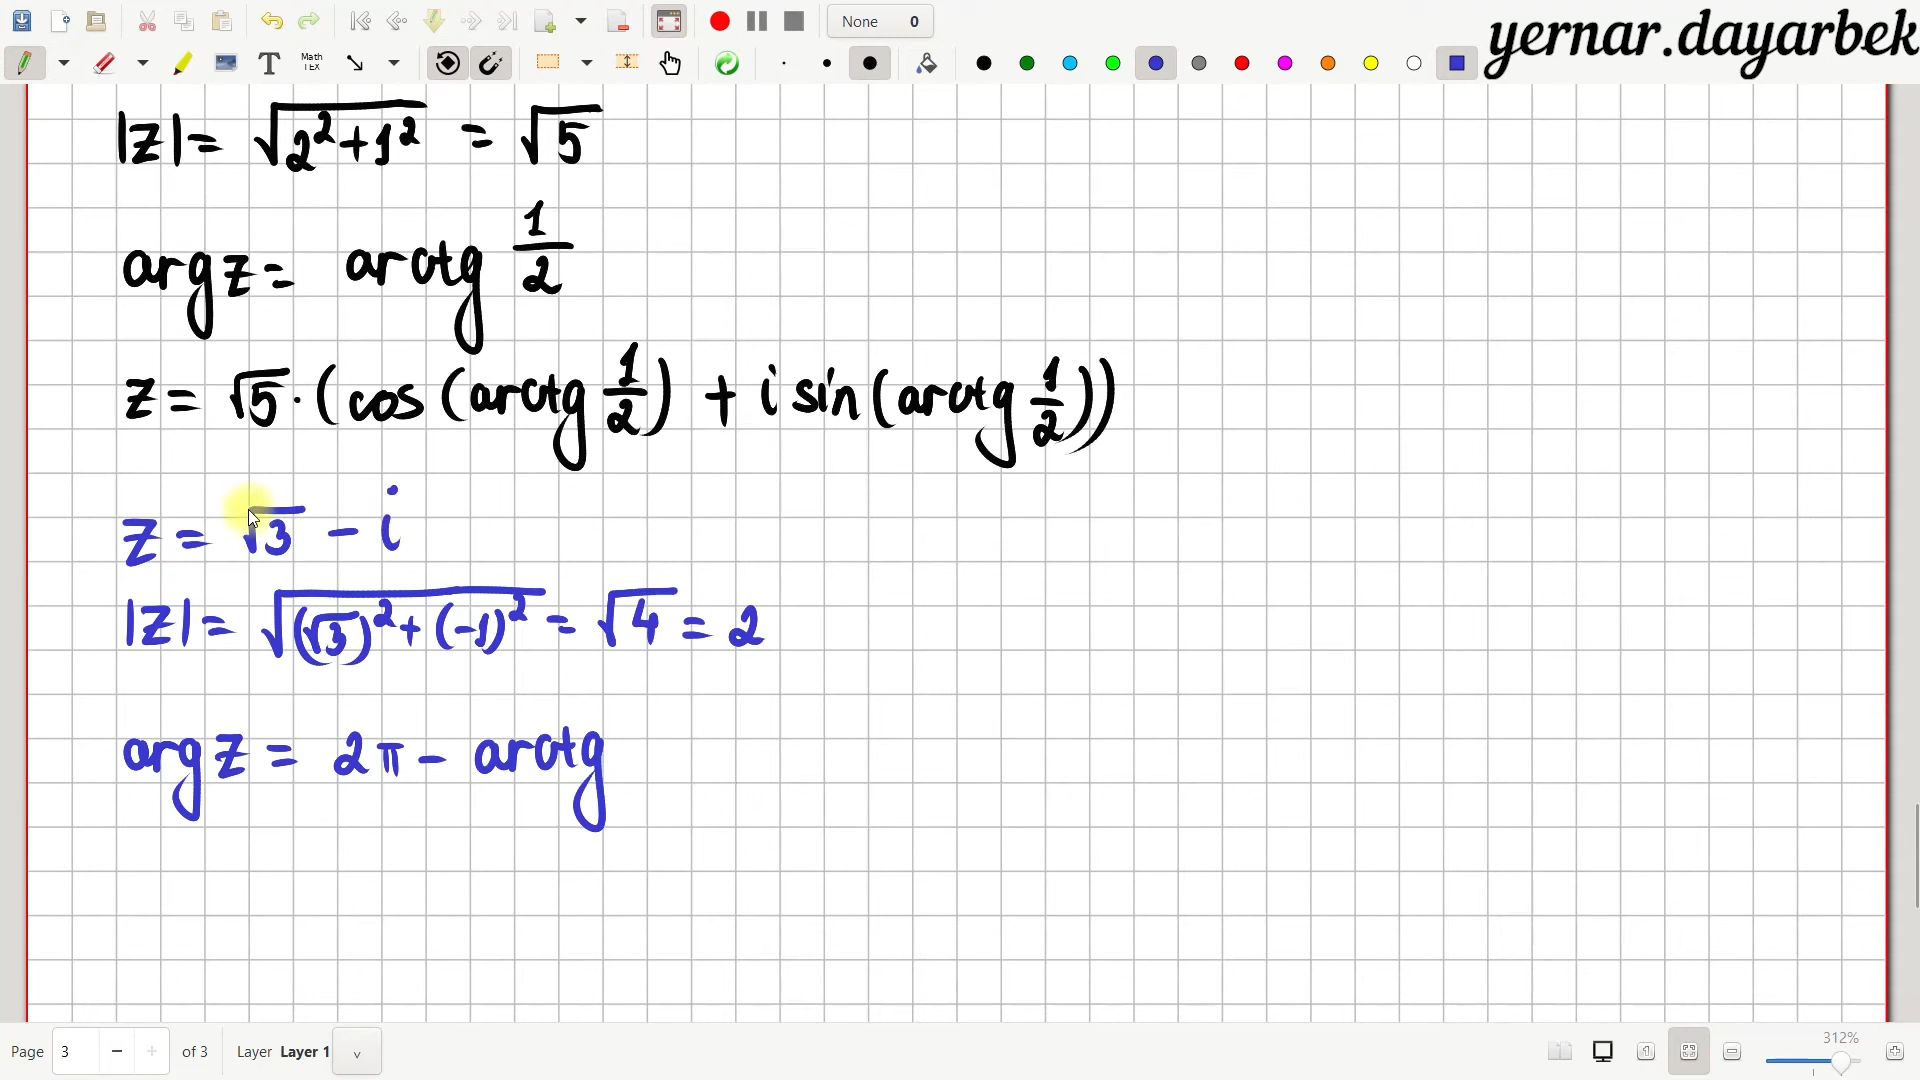 None 0
yernar.dayarbek
Math
TEX
|z| = √(2² + 1²) = √5
arg z = arctg 1/2
z = √5 · (cos (arctg 1/2) + i sin (arctg 1/2))
z = √3 − i
|z| = √((√3)² + (−1)²) = √4 = 2
arg z = 2π − arctg
Page 3 − + of 3 Layer Layer 1 312%